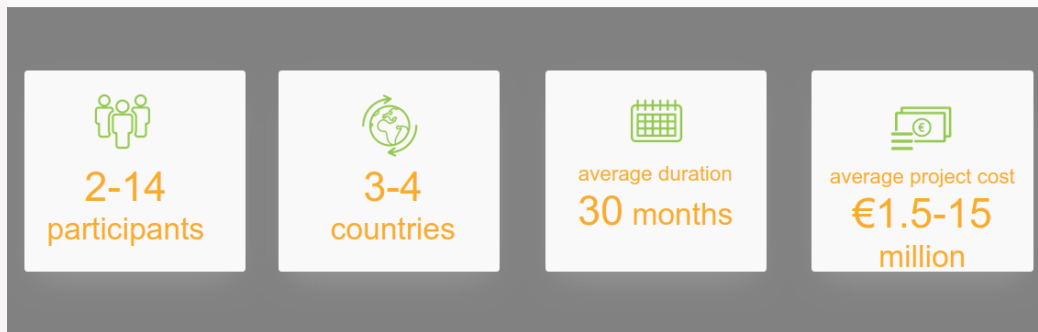 2-14
participants
3-4
countries
average duration
30 months
average project cost
€1.5-15
million